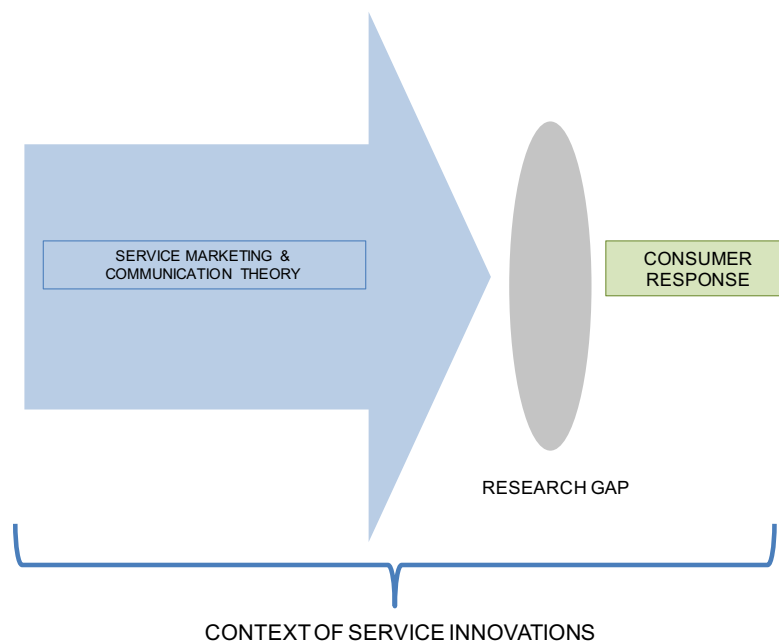 SERVICE MARKETING &
COMMUNICATION THEORY
CONSUMER
RESPONSE
RESEARCH GAP
CONTEXT OF SERVICE INNOVATIONS